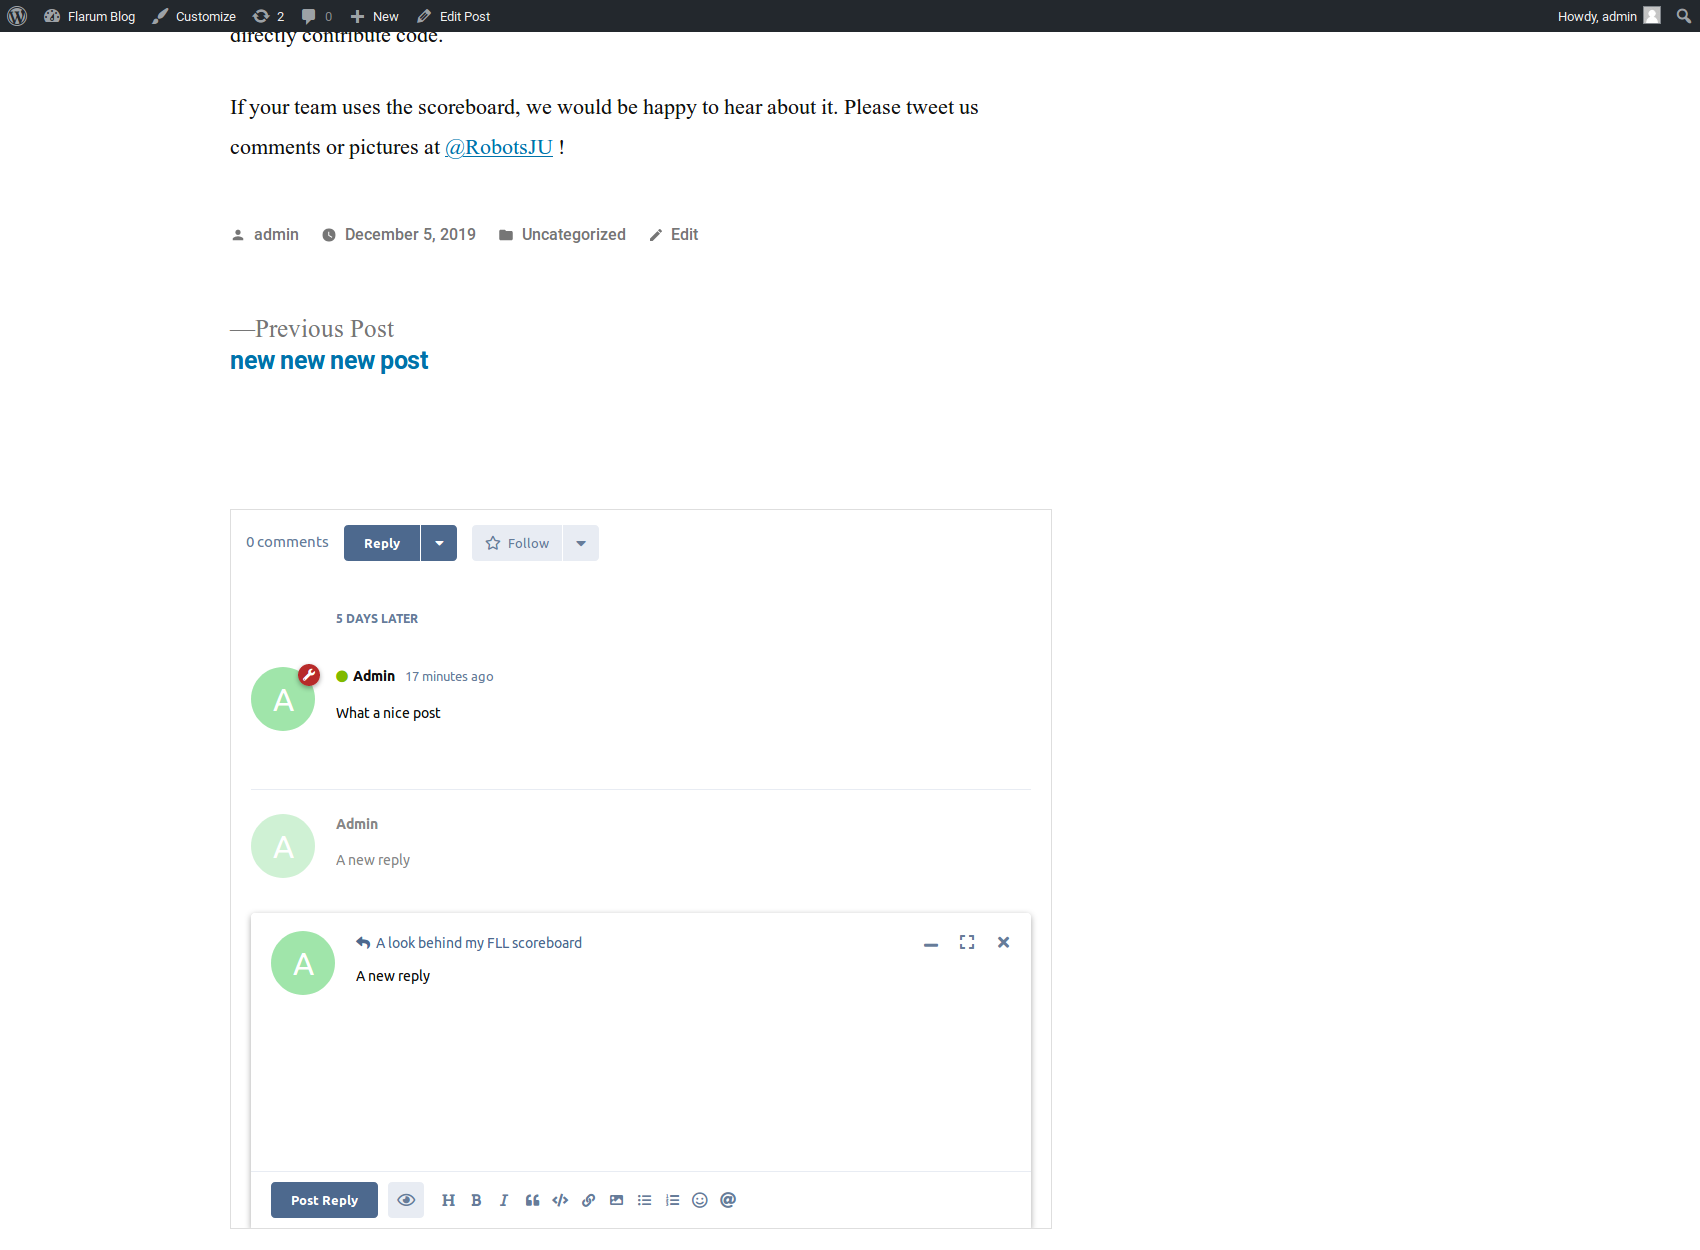 Flarum Blog Customize 2 0 New Edit Post Howdy, admin
directly contribute code.
If your team uses the scoreboard, we would be happy to hear about it. Please tweet us
comments or pictures at @RobotsJU !
admin December 5, 2019 Uncategorized Edit
—Previous Post
new new new post
0 comments Reply Follow
5 DAYS LATER
A
Admin 17 minutes ago
What a nice post
A
Admin
A new reply
A
A look behind my FLL scoreboard
A new reply
Post Reply H B I